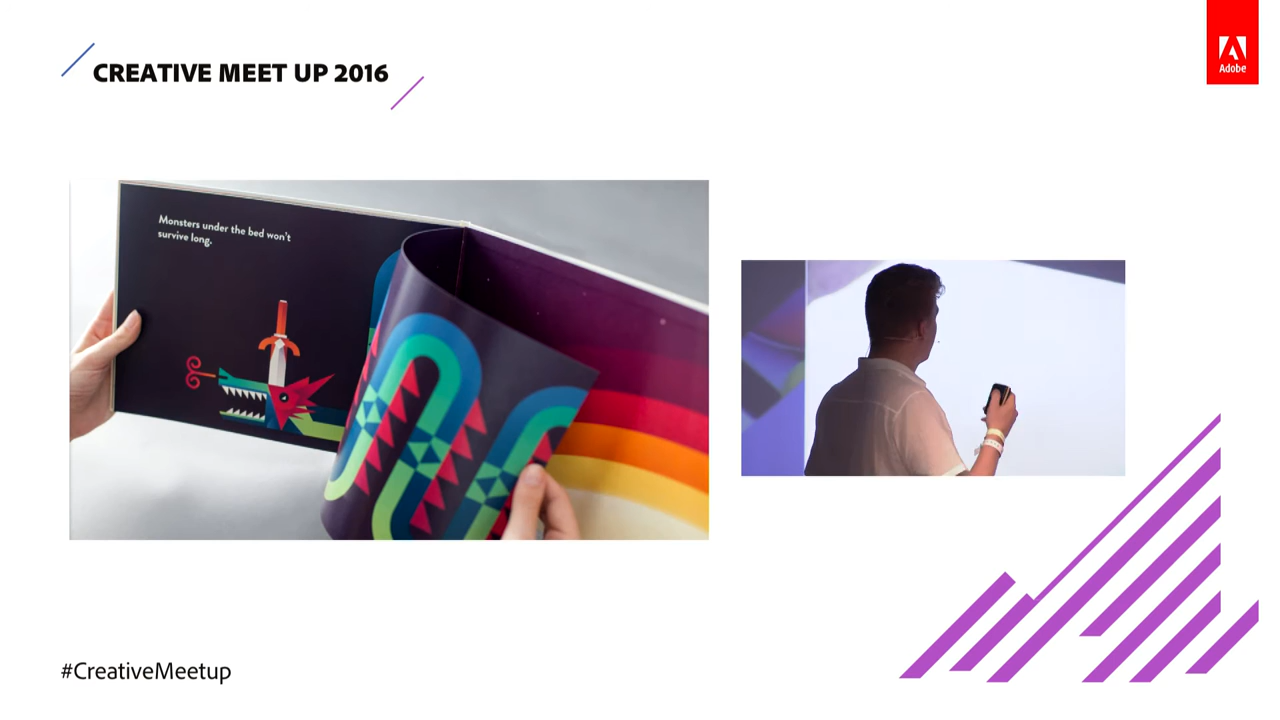 CREATIVE MEET UP 2016
Adobe
Monsters under the bed won't
survive long.
#CreativeMeetup